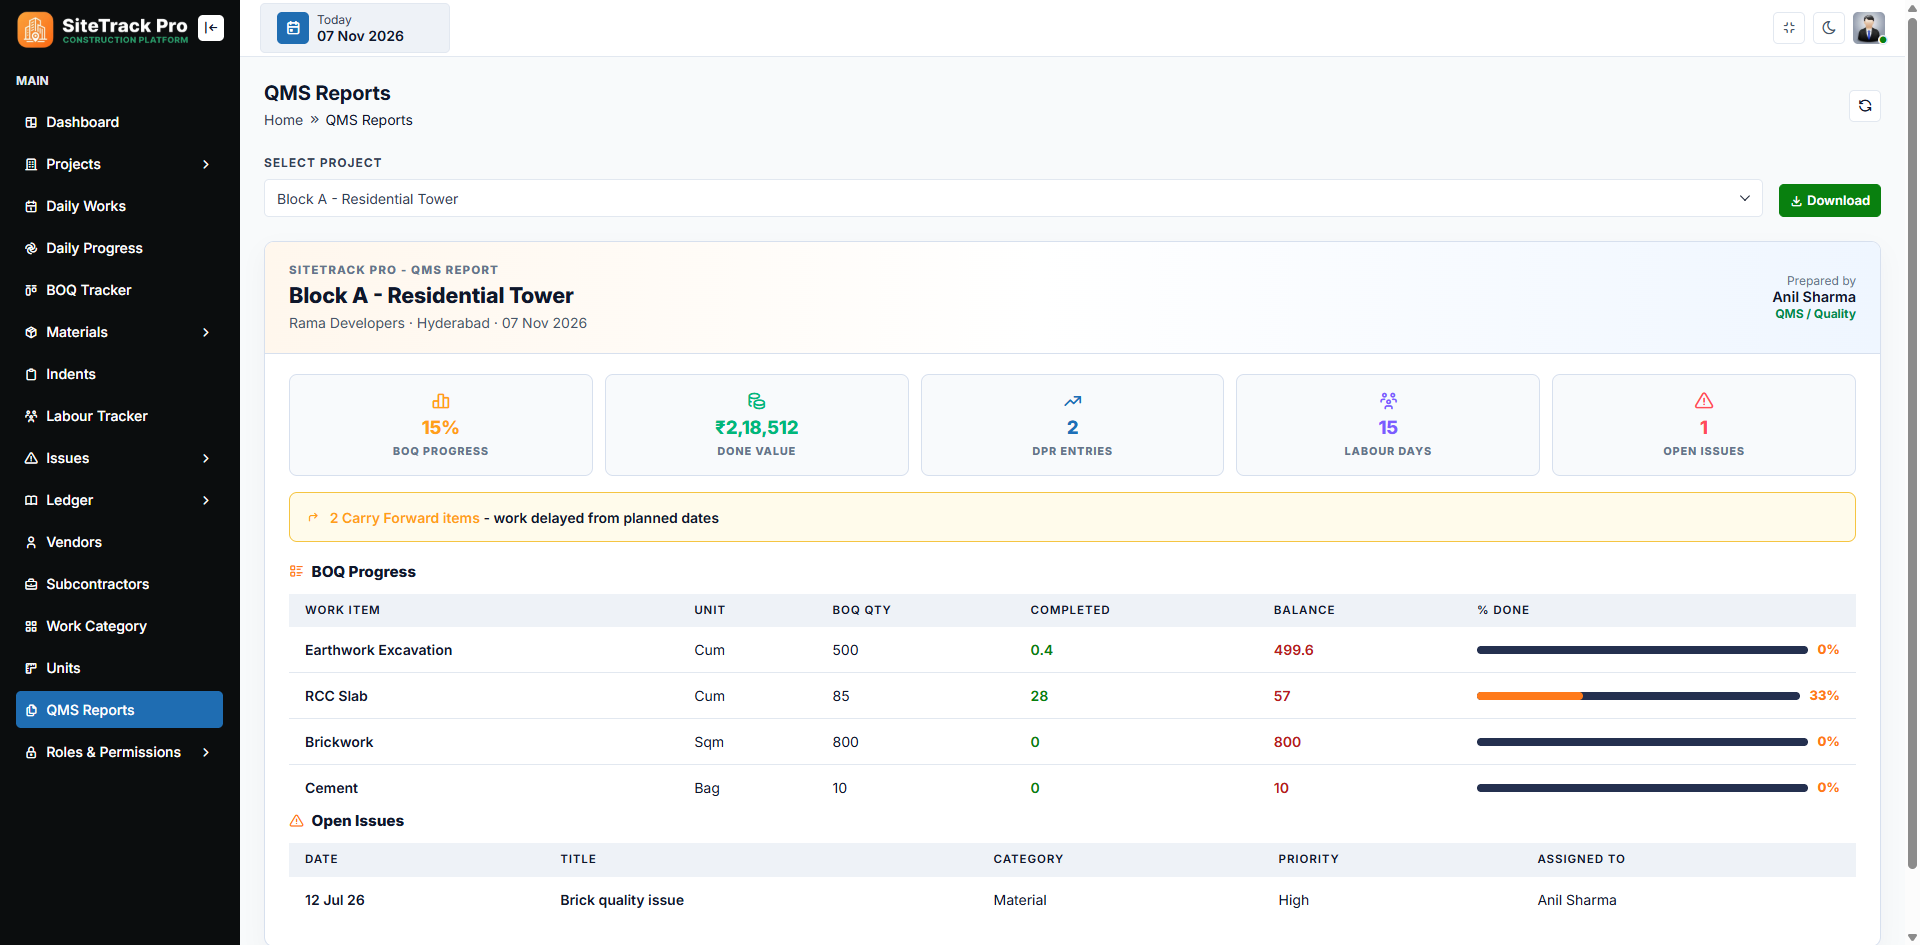 SiteTrack Pro
CONSTRUCTION PLATFORM
MAIN
Dashboard
Projects
Daily Works
Daily Progress
BOQ Tracker
Materials
Indents
Labour Tracker
Issues
Ledger
Vendors
Subcontractors
Work Category
Units
QMS Reports
Roles & Permissions
Today
07 Nov 2026
QMS Reports
Home » QMS Reports
SELECT PROJECT
Block A - Residential Tower
Download
SITETRACK PRO - QMS REPORT
Block A - Residential Tower
Rama Developers · Hyderabad · 07 Nov 2026
Prepared by
Anil Sharma
QMS / Quality
15%
BOQ PROGRESS
₹2,18,512
DONE VALUE
2
DPR ENTRIES
15
LABOUR DAYS
1
OPEN ISSUES
2 Carry Forward items - work delayed from planned dates
BOQ Progress
WORK ITEM UNIT BOQ QTY COMPLETED BALANCE % DONE
Earthwork Excavation Cum 500 0.4 499.6 0%
RCC Slab Cum 85 28 57 33%
Brickwork Sqm 800 0 800 0%
Cement Bag 10 0 10 0%
Open Issues
DATE TITLE CATEGORY PRIORITY ASSIGNED TO
12 Jul 26 Brick quality issue Material High Anil Sharma